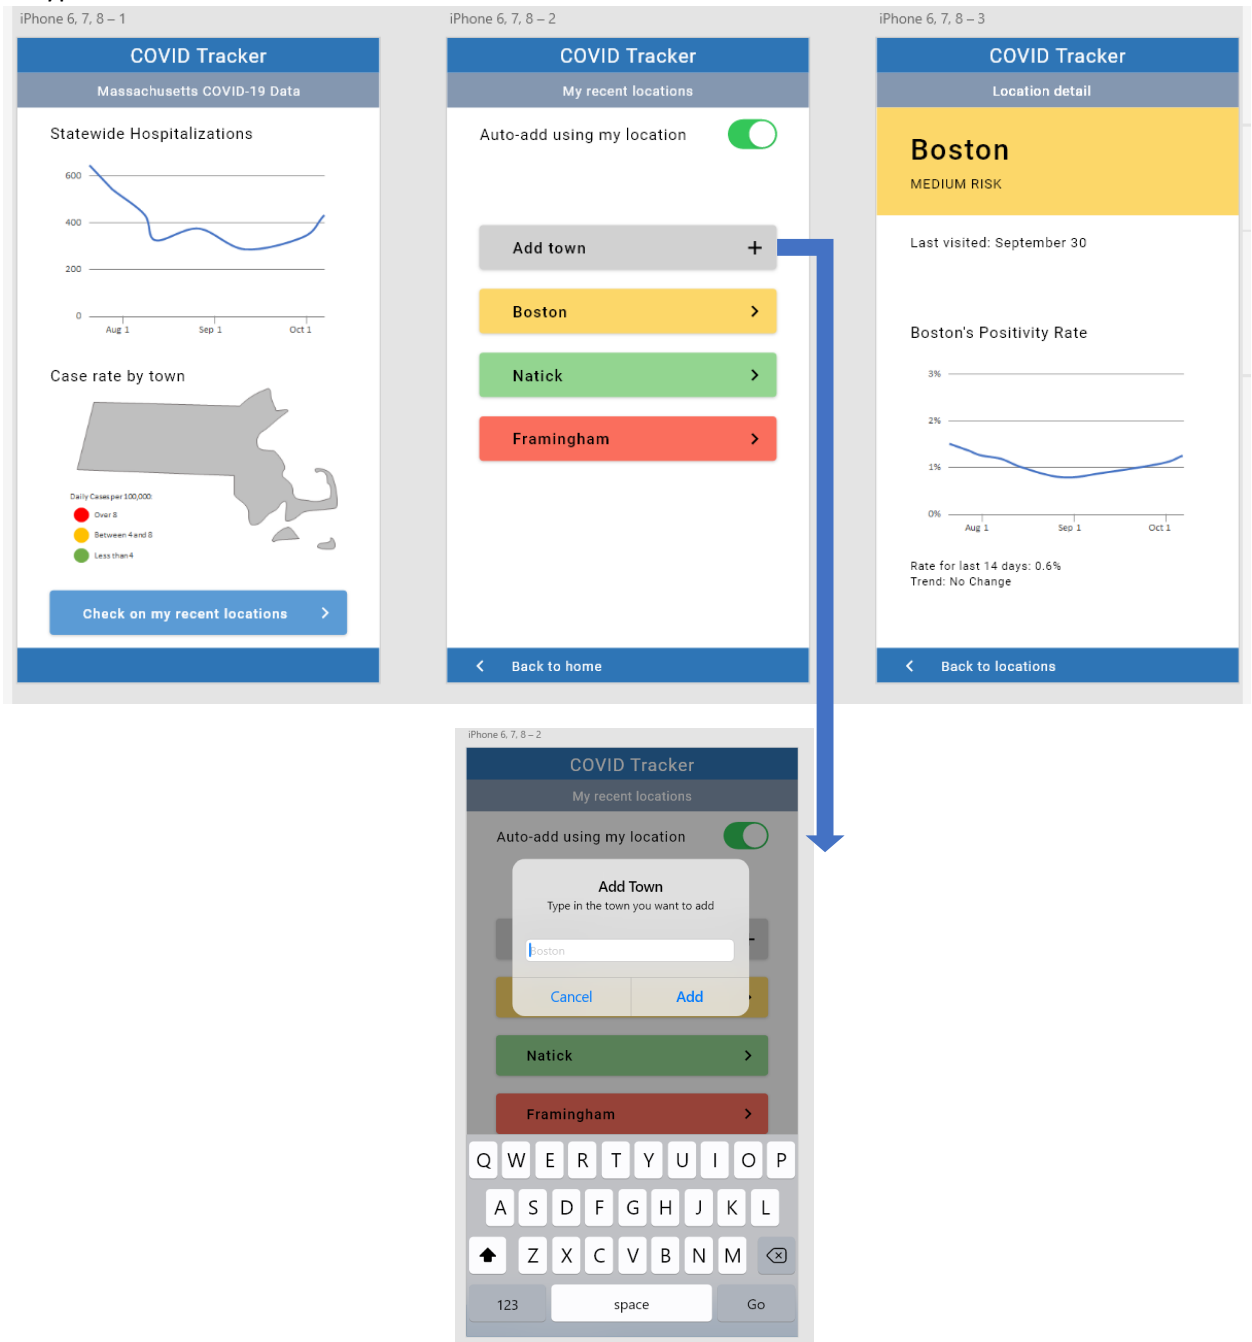 iPhone 6, 7, 8 – 1
COVID Tracker
Massachusetts COVID-19 Data
Statewide Hospitalizations
600
400
200
0
Aug 1 Sep 1 Oct 1
Case rate by town
Daily Cases per 100,000:
Over 8
Between 4 and 8
Less than 4
Check on my recent locations >
iPhone 6, 7, 8 – 2
COVID Tracker
My recent locations
Auto-add using my location
Add town +
Boston >
Natick >
Framingham >
< Back to home
iPhone 6, 7, 8 – 3
COVID Tracker
Location detail
Boston
MEDIUM RISK
Last visited: September 30
Boston's Positivity Rate
3%
2%
1%
0%
Aug 1 Sep 1 Oct 1
Rate for last 14 days: 0.6%
Trend: No Change
< Back to locations
iPhone 6, 7, 8 – 2
COVID Tracker
My recent locations
Auto-add using my location
Add Town
Type in the town you want to add
Boston
Cancel Add
Natick >
Framingham >
Q W E R T Y U I O P
A S D F G H J K L
Z X C V B N M
123 space Go